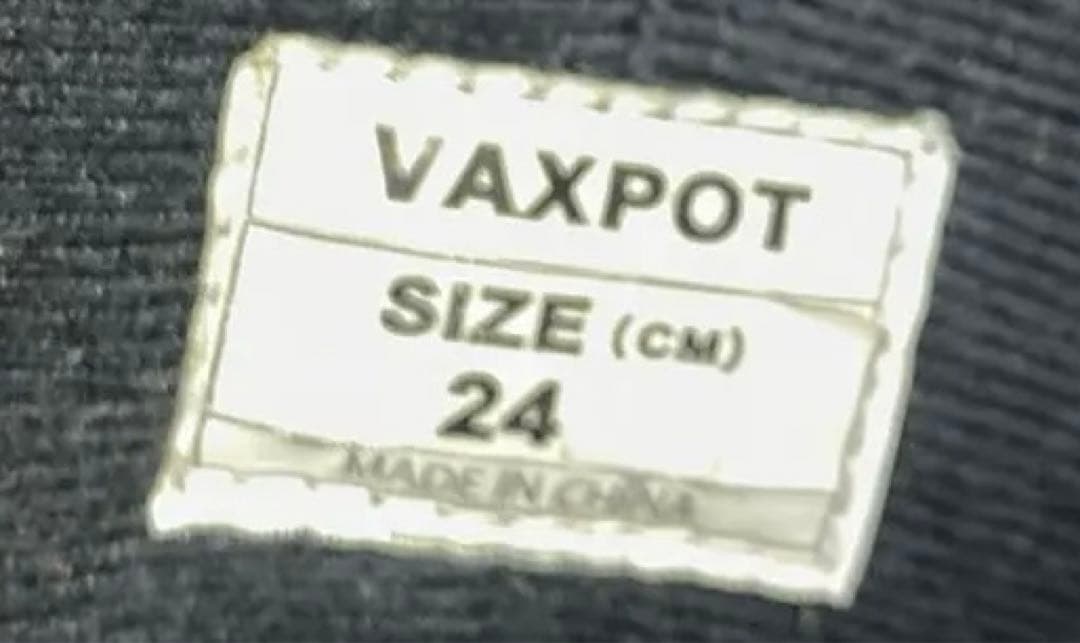 VAXPOT
SIZE (CM)
24
MADE IN CHINA